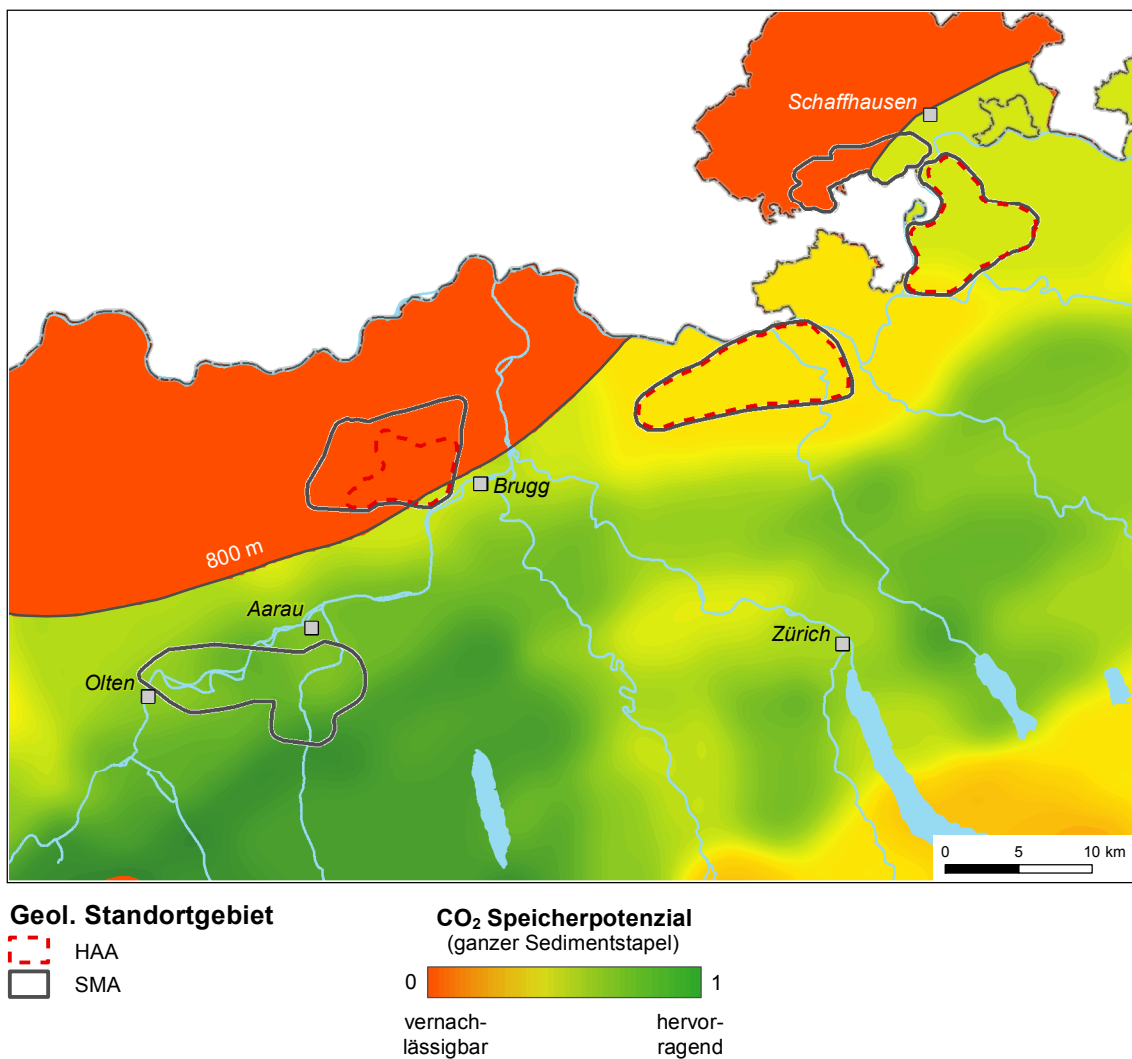 Schaffhausen
Brugg
800 m
Aarau
Zürich
Olten
0 5 10 km
Geol. Standortgebiet
HAA
SMA
CO₂ Speicherpotenzial
(ganzer Sedimentstapel)
0 1
vernach-
lässigbar
hervor-
ragend